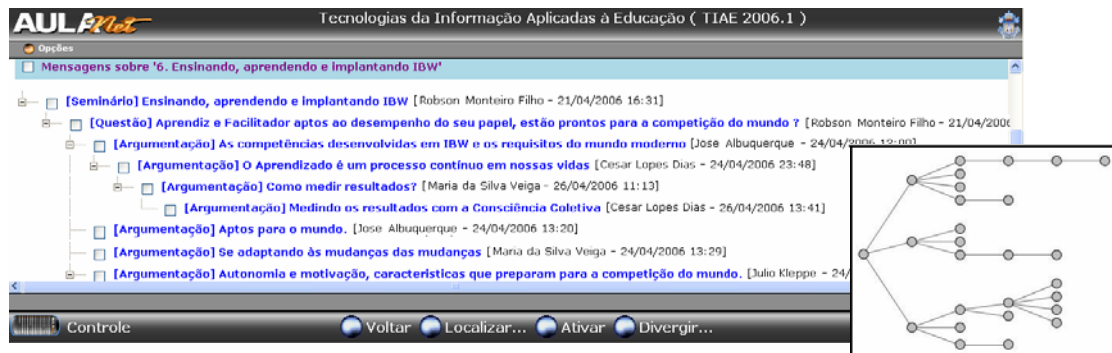 AULANet
Tecnologias da Informação Aplicadas à Educação ( TIAE 2006.1 )
Opções
Mensagens sobre '6. Ensinando, aprendendo e implantando IBW'
[Seminário] Ensinando, aprendendo e implantando IBW [Robson Monteiro Filho - 21/04/2006 16:31]
[Questão] Aprendiz e Facilitador aptos ao desempenho do seu papel, estão prontos para a competição do mundo ? [Robson Monteiro Filho - 21/04/200
[Argumentação] As competências desenvolvidas em IBW e os requisitos do mundo moderno [Jose Albuquerque - 24/04/2006 12:00]
[Argumentação] O Aprendizado é um processo contínuo em nossas vidas [Cesar Lopes Dias - 24/04/2006 23:48]
[Argumentação] Como medir resultados? [Maria da Silva Veiga - 26/04/2006 11:13]
[Argumentação] Medindo os resultados com a Consciência Coletiva [Cesar Lopes Dias - 26/04/2006 13:41]
[Argumentação] Aptos para o mundo. [Jose Albuquerque - 24/04/2006 13:20]
[Argumentação] Se adaptando às mudanças das mudanças [Maria da Silva Veiga - 24/04/2006 13:29]
[Argumentação] Autonomia e motivação, caracteristicas que preparam para a competição do mundo. [Julio Kleppe - 24/
Controle
Voltar Localizar... Ativar Divergir...